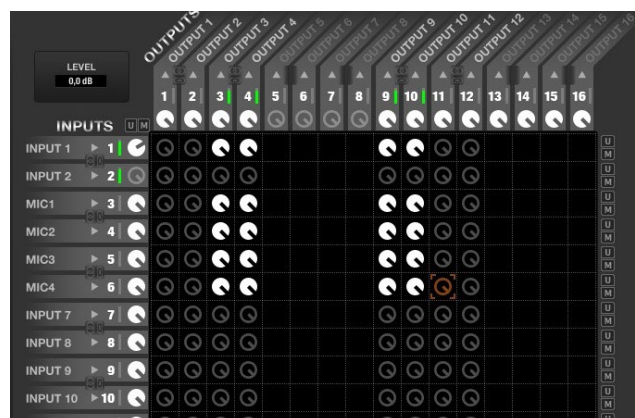 OUTPUTS
OUTPUT 1
OUTPUT 2
OUTPUT 3
OUTPUT 4
OUTPUT 5
OUTPUT 6
OUTPUT 7
OUTPUT 8
OUTPUT 9
OUTPUT 10
OUTPUT 11
OUTPUT 12
OUTPUT 13
OUTPUT 14
OUTPUT 15
OUTPUT 16
LEVEL
0,0 dB
1 2 3 4 5 6 7 8 9 10 11 12 13 14 15 16
INPUTS U M
INPUT 1 1 U
M
INPUT 2 2 U
M
MIC1 3 U
M
MIC2 4 U
M
MIC3 5 U
M
MIC4 6 U
M
INPUT 7 7 U
M
INPUT 8 8 U
M
INPUT 9 9 U
M
INPUT 10 10 U
M
U